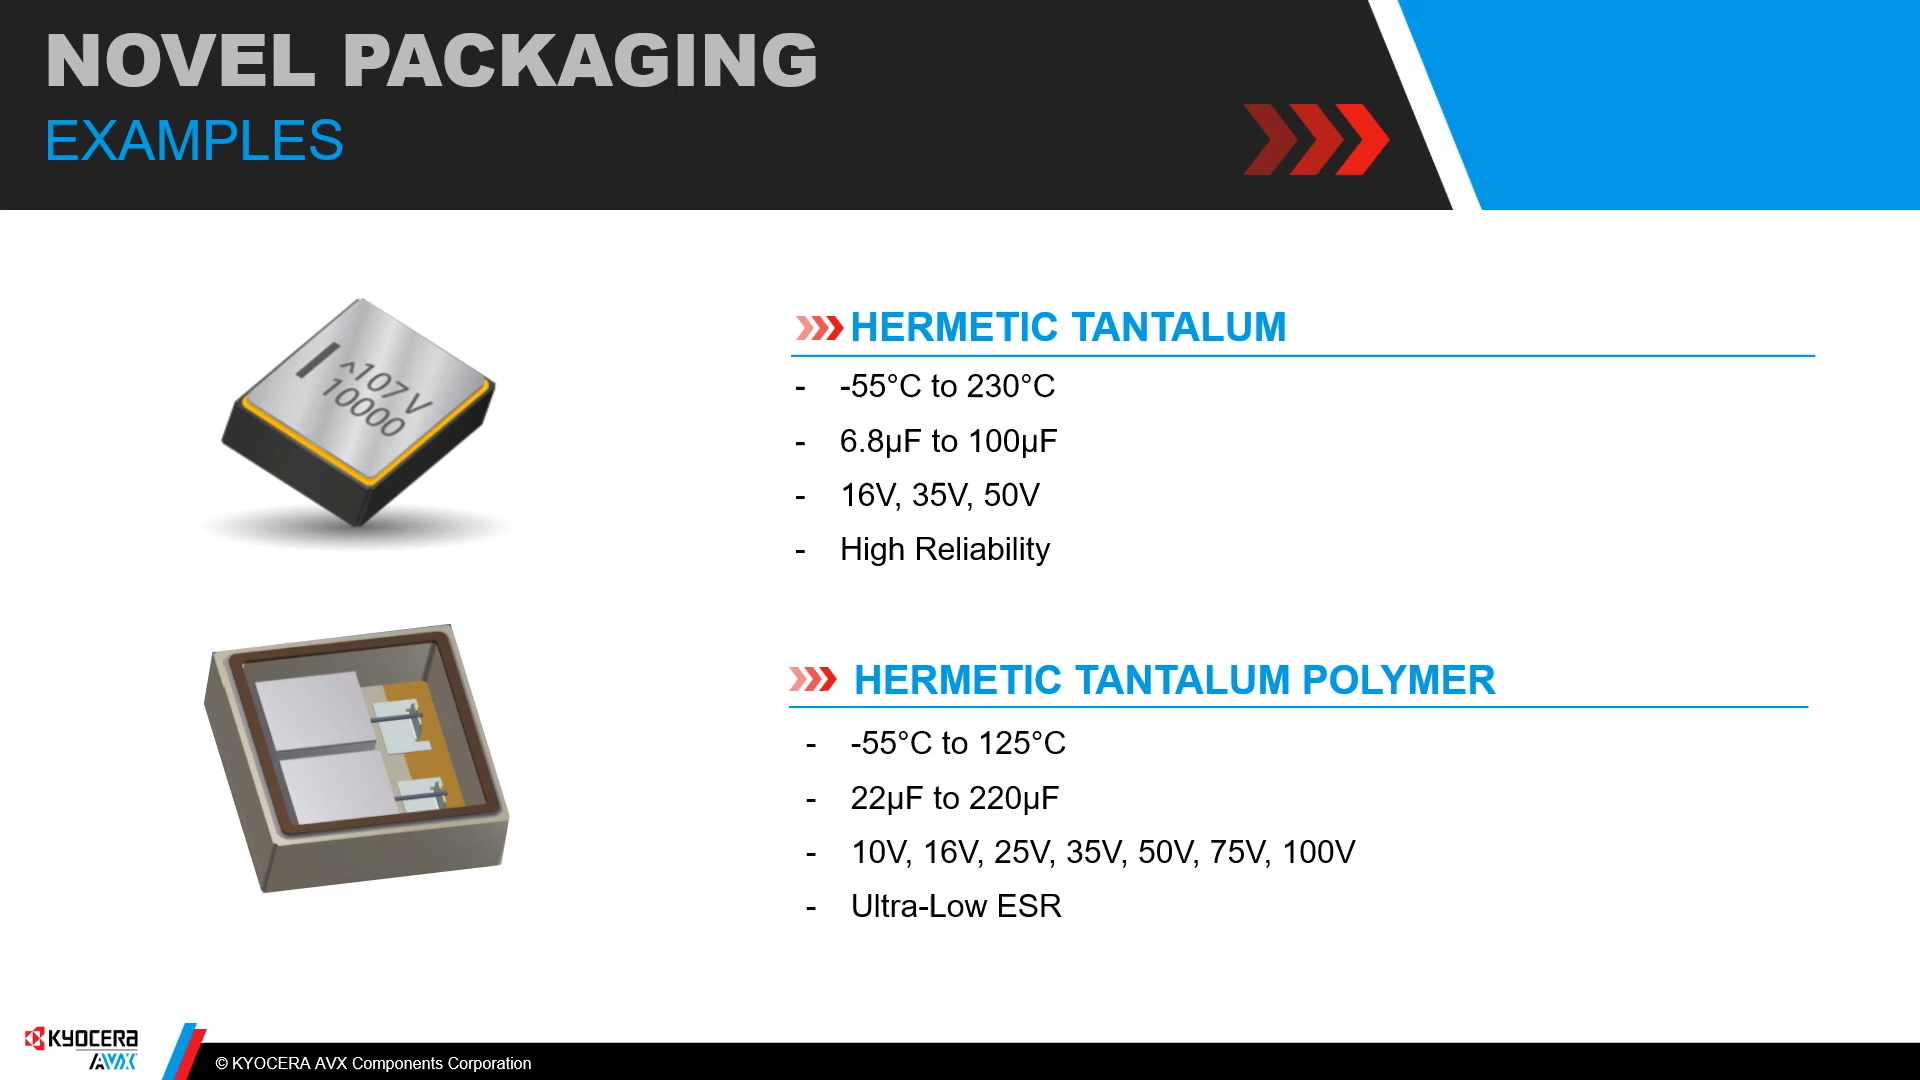 NOVEL PACKAGING
EXAMPLES
^107V
10000
HERMETIC TANTALUM
- -55°C to 230°C
- 6.8µF to 100µF
- 16V, 35V, 50V
- High Reliability
HERMETIC TANTALUM POLYMER
- -55°C to 125°C
- 22µF to 220µF
- 10V, 16V, 25V, 35V, 50V, 75V, 100V
- Ultra-Low ESR
KYOCERA
AVX
© KYOCERA AVX Components Corporation